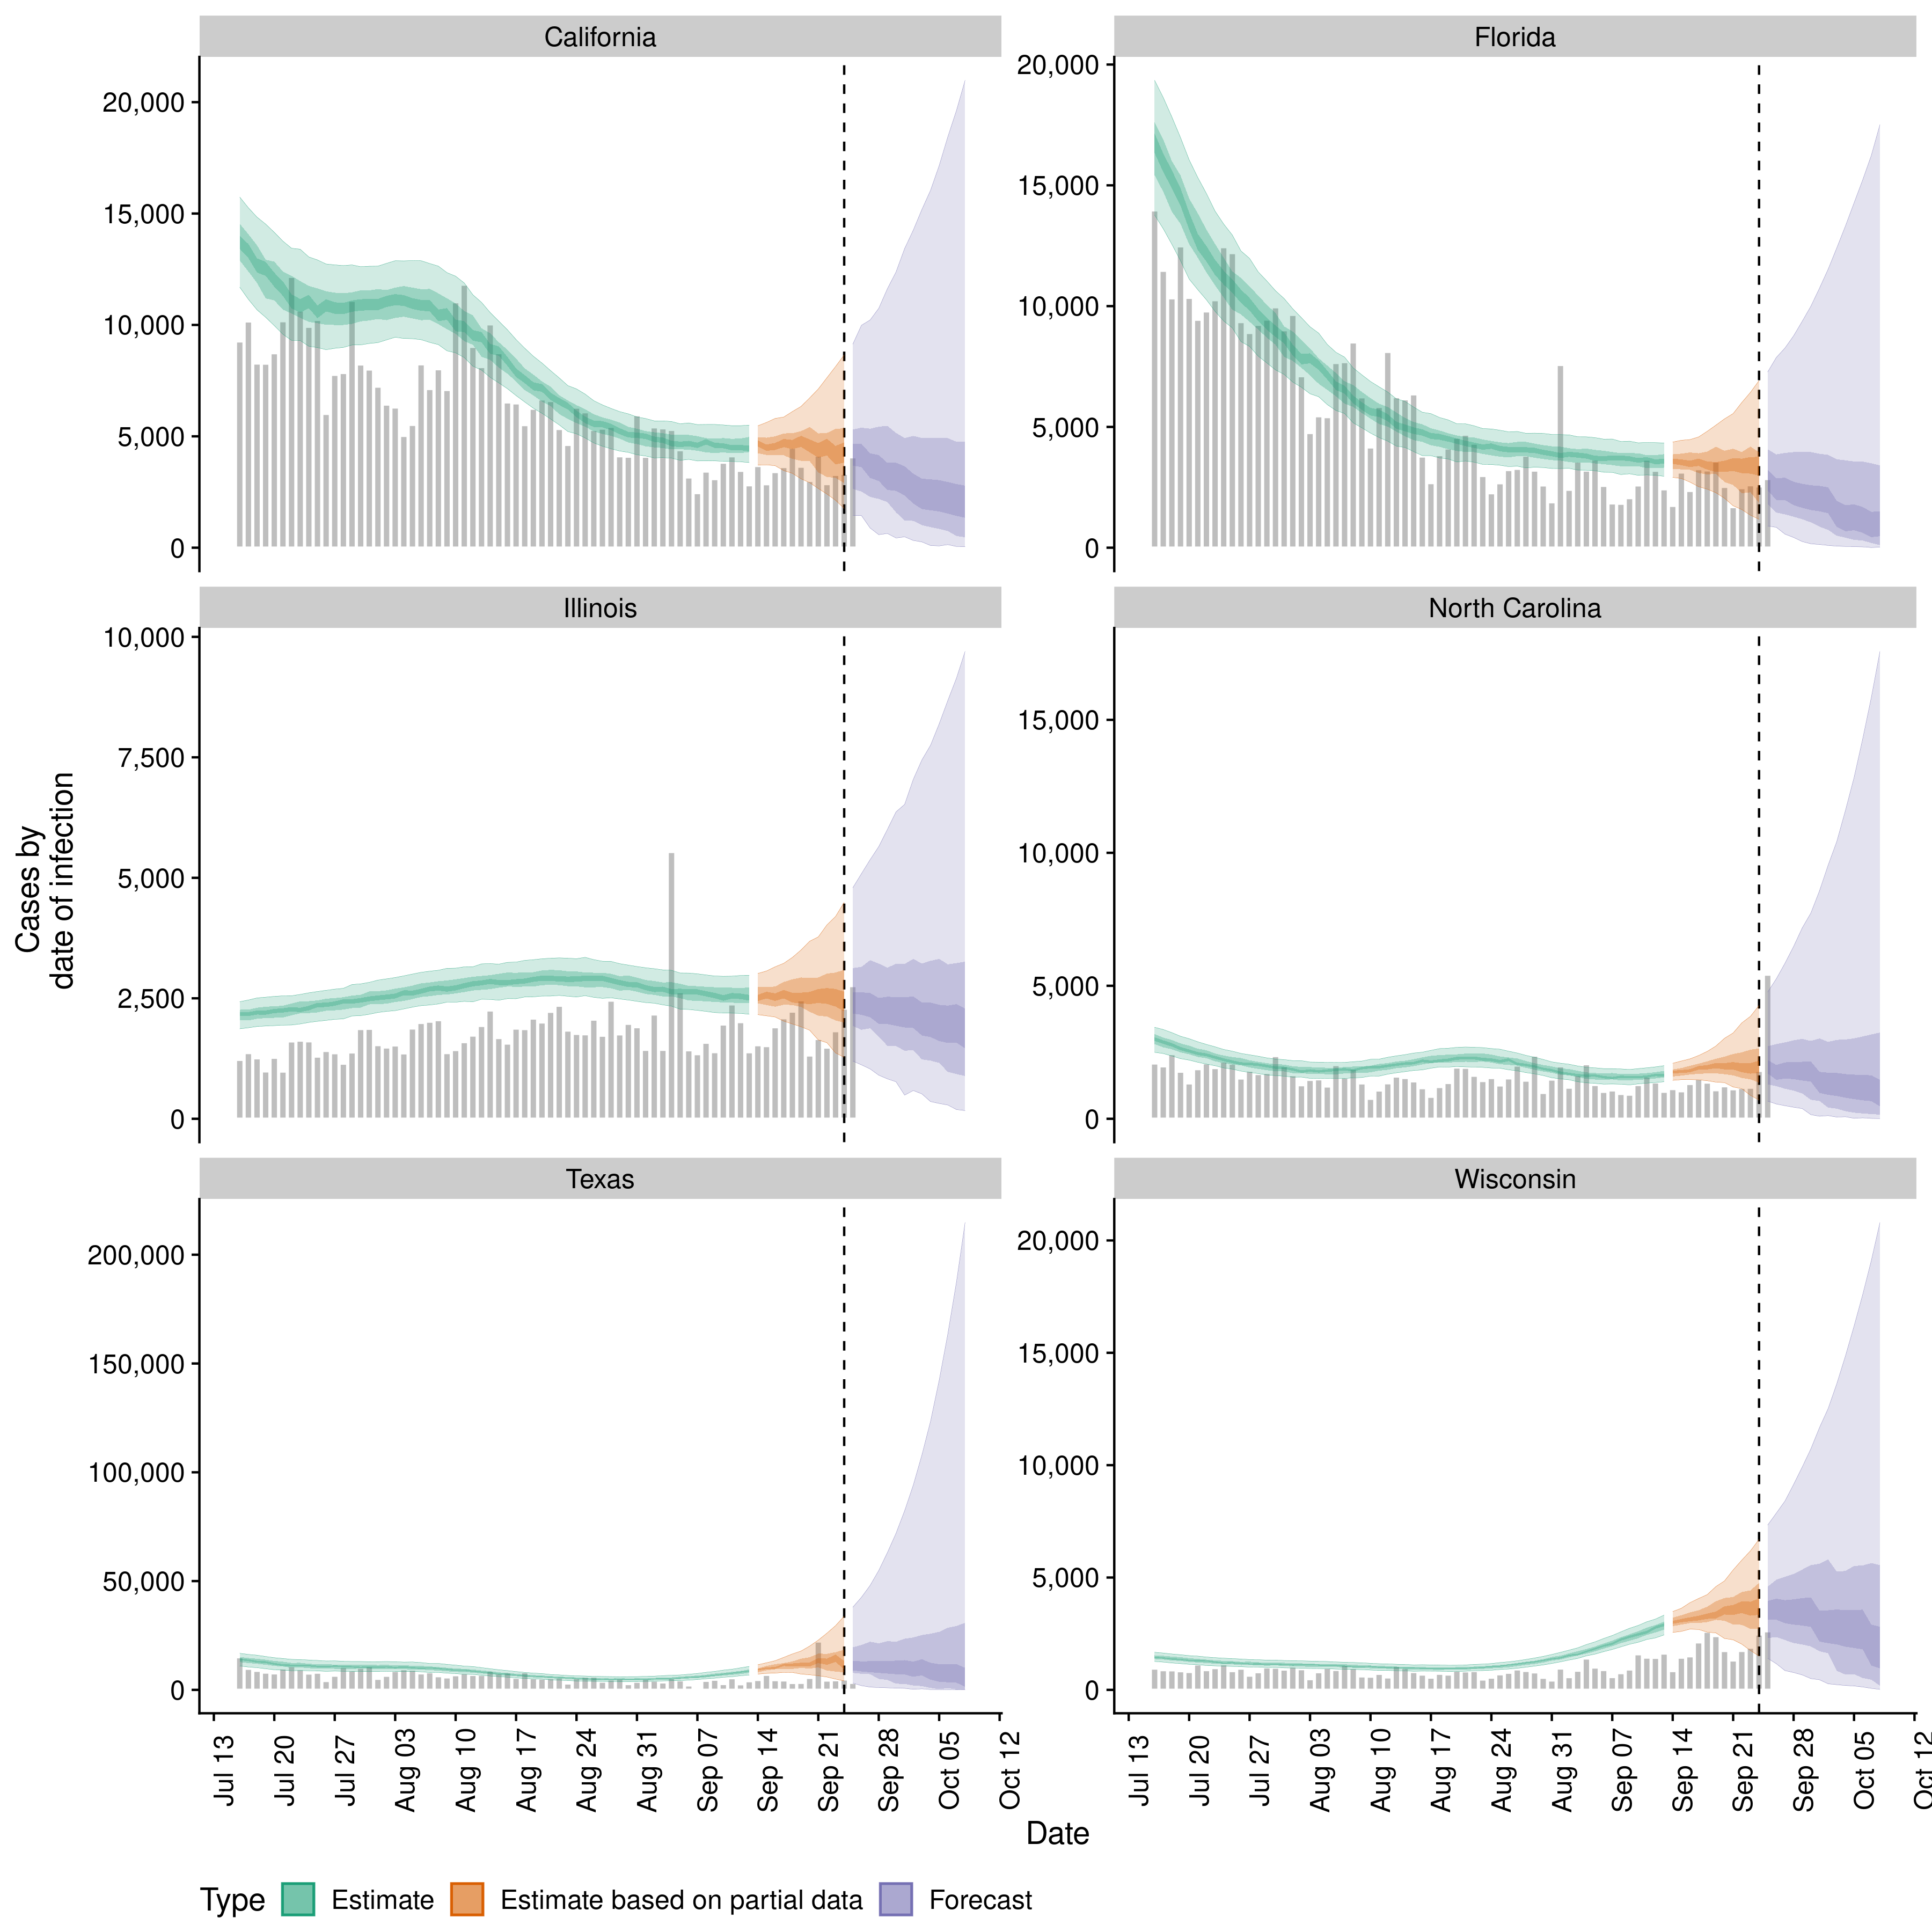 California
Florida
20,000
15,000
10,000
5,000
0
20,000
15,000
10,000
5,000
0
Illinois
North Carolina
10,000
7,500
5,000
2,500
0
15,000
10,000
5,000
0
Cases by
date of infection
Texas
Wisconsin
200,000
150,000
100,000
50,000
0
20,000
15,000
10,000
5,000
0
Jul 13
Jul 20
Jul 27
Aug 03
Aug 10
Aug 17
Aug 24
Aug 31
Sep 07
Sep 14
Sep 21
Sep 28
Oct 05
Oct 12
Jul 13
Jul 20
Jul 27
Aug 03
Aug 10
Aug 17
Aug 24
Aug 31
Sep 07
Sep 14
Sep 21
Sep 28
Oct 05
Oct 12
Date
Type Estimate Estimate based on partial data Forecast